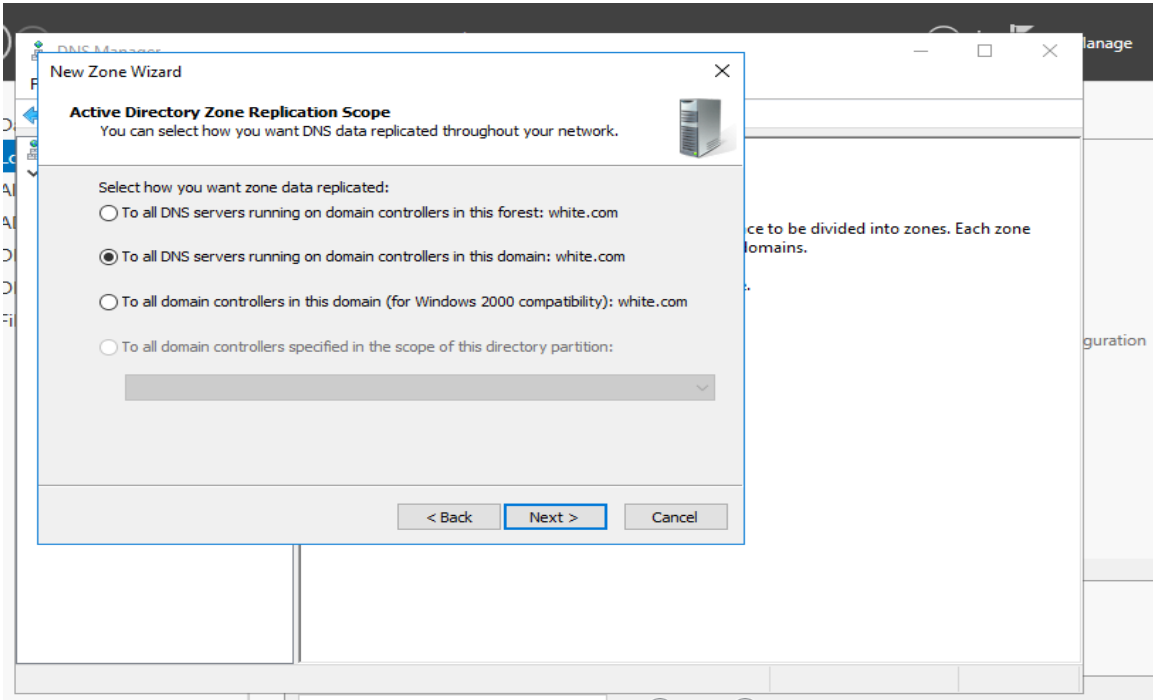 DNS Manager
Manage
New Zone Wizard
Active Directory Zone Replication Scope
You can select how you want DNS data replicated throughout your network.
Select how you want zone data replicated:
To all DNS servers running on domain controllers in this forest: white.com
To all DNS servers running on domain controllers in this domain: white.com
To all domain controllers in this domain (for Windows 2000 compatibility): white.com
To all domain controllers specified in the scope of this directory partition:
< Back
Next >
Cancel
ce to be divided into zones. Each zone
domains.
guration